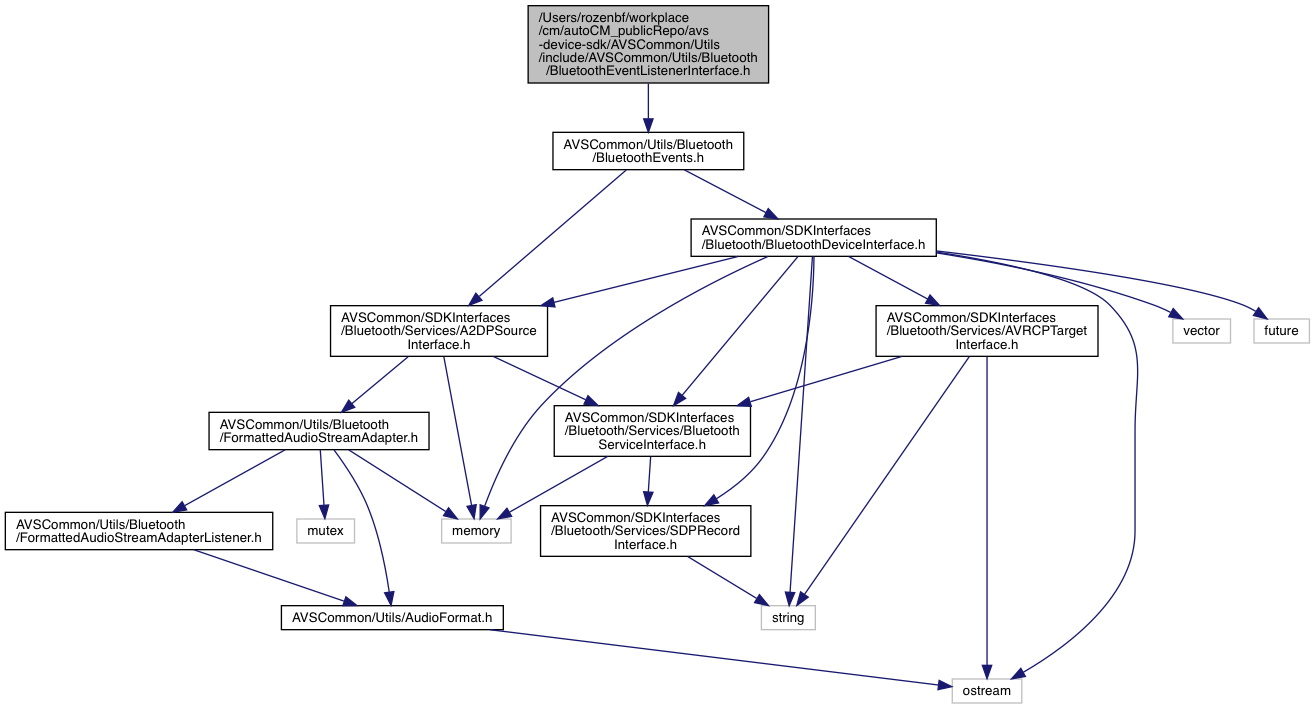 /Users/rozenbf/workplace
/cm/autoCM_publicRepo/avs
-device-sdk/AVSCommon/Utils
/include/AVSCommon/Utils/Bluetooth
/BluetoothEventListenerInterface.h
AVSCommon/Utils/Bluetooth
/BluetoothEvents.h
AVSCommon/SDKInterfaces
/Bluetooth/BluetoothDeviceInterface.h
AVSCommon/SDKInterfaces
/Bluetooth/Services/A2DPSource
Interface.h
AVSCommon/SDKInterfaces
/Bluetooth/Services/AVRCPTarget
Interface.h
vector
future
AVSCommon/Utils/Bluetooth
/FormattedAudioStreamAdapter.h
AVSCommon/SDKInterfaces
/Bluetooth/Services/Bluetooth
ServiceInterface.h
AVSCommon/Utils/Bluetooth
/FormattedAudioStreamAdapterListener.h
mutex
memory
AVSCommon/SDKInterfaces
/Bluetooth/Services/SDPRecord
Interface.h
AVSCommon/Utils/AudioFormat.h
string
ostream